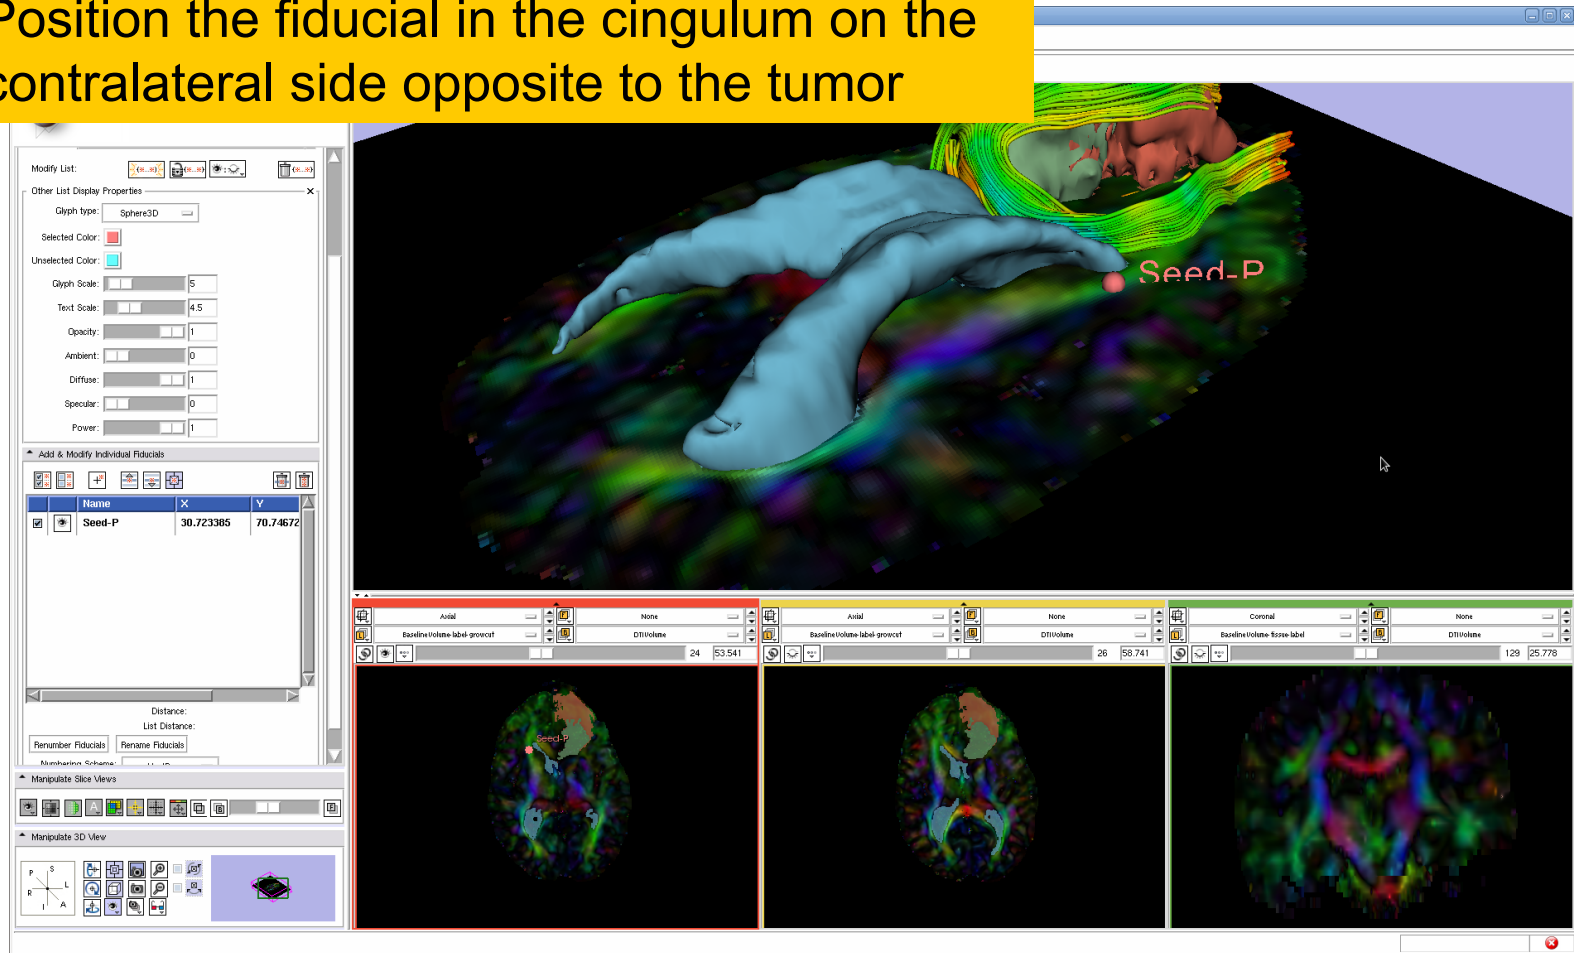 Position the fiducial in the cingulum on the
contralateral side opposite to the tumor
Modify List:
Other List Display Properties
Glyph type: Sphere3D
Selected Color:
Unselected Color:
Glyph Scale: 5
Text Scale: 4.5
Opacity: 1
Ambient: 0
Diffuse: 1
Specular: 0
Power: 1
Add & Modify Individual Fiducials
Name X Y
Seed-P 30.723385 70.74672
Distance:
List Distance:
Renumber Fiducials Rename Fiducials
Numbering Scheme:
Manipulate Slice Views
Manipulate 3D View
P S
R L
I A
Seed-P
Axial None
BaselineVolume-label-growcut DTIVolume
24 53.541
Seed-P
Axial None
BaselineVolume-label-growcut DTIVolume
26 58.741
Coronal None
BaselineVolume-tissue-label DTIVolume
129 25.778